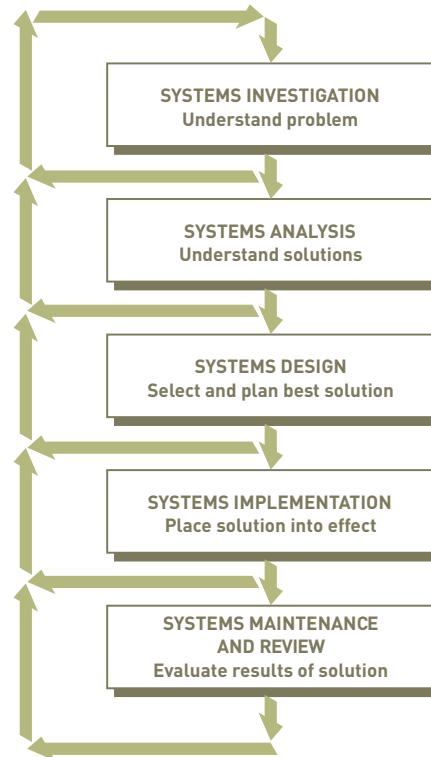 SYSTEMS INVESTIGATION
Understand problem
SYSTEMS ANALYSIS
Understand solutions
SYSTEMS DESIGN
Select and plan best solution
SYSTEMS IMPLEMENTATION
Place solution into effect
SYSTEMS MAINTENANCE
AND REVIEW
Evaluate results of solution